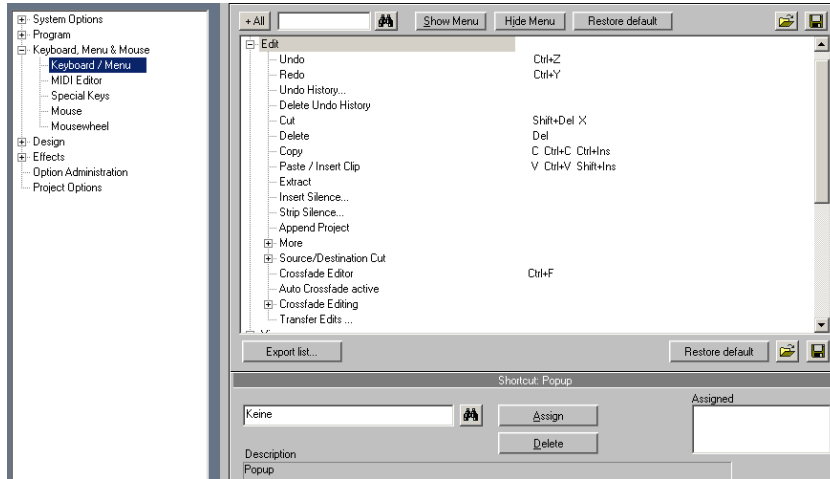 System Options
Program
Keyboard, Menu & Mouse
Keyboard / Menu
MIDI Editor
Special Keys
Mouse
Mousewheel
Design
Effects
Option Administration
Project Options
+ All
Show Menu
Hide Menu
Restore default
Edit
Undo Ctrl+Z
Redo Ctrl+Y
Undo History...
Delete Undo History
Cut Shift+Del X
Delete Del
Copy C Ctrl+C Ctrl+Ins
Paste / Insert Clip V Ctrl+V Shift+Ins
Extract
Insert Silence...
Strip Silence...
Append Project
More
Source/Destination Cut
Crossfade Editor Ctrl+F
Auto Crossfade active
Crossfade Editing
Transfer Edits ...
Export list...
Restore default
Shortcut: Popup
Keine
Assign
Assigned
Delete
Description
Popup